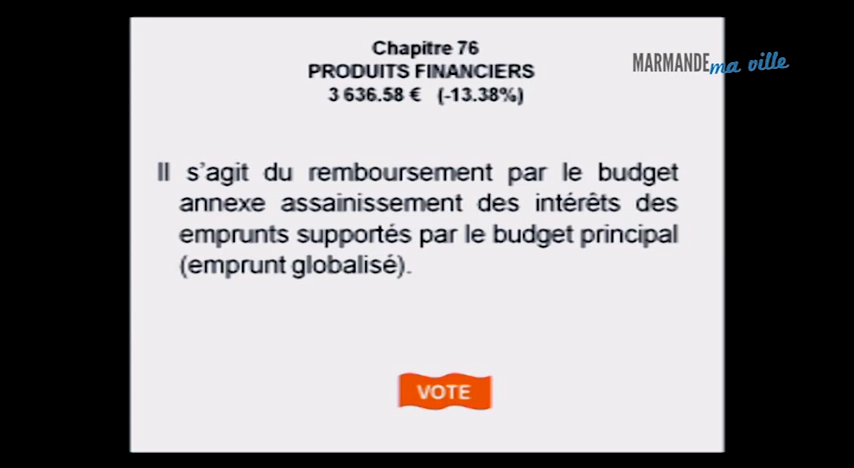 Chapitre 76
PRODUITS FINANCIERS
3 636.58 € (-13.38%)
MARMANDE ma ville
Il s'agit du remboursement par le budget
annexe assainissement des intérêts des
emprunts supportés par le budget principal
(emprunt globalisé).
VOTE